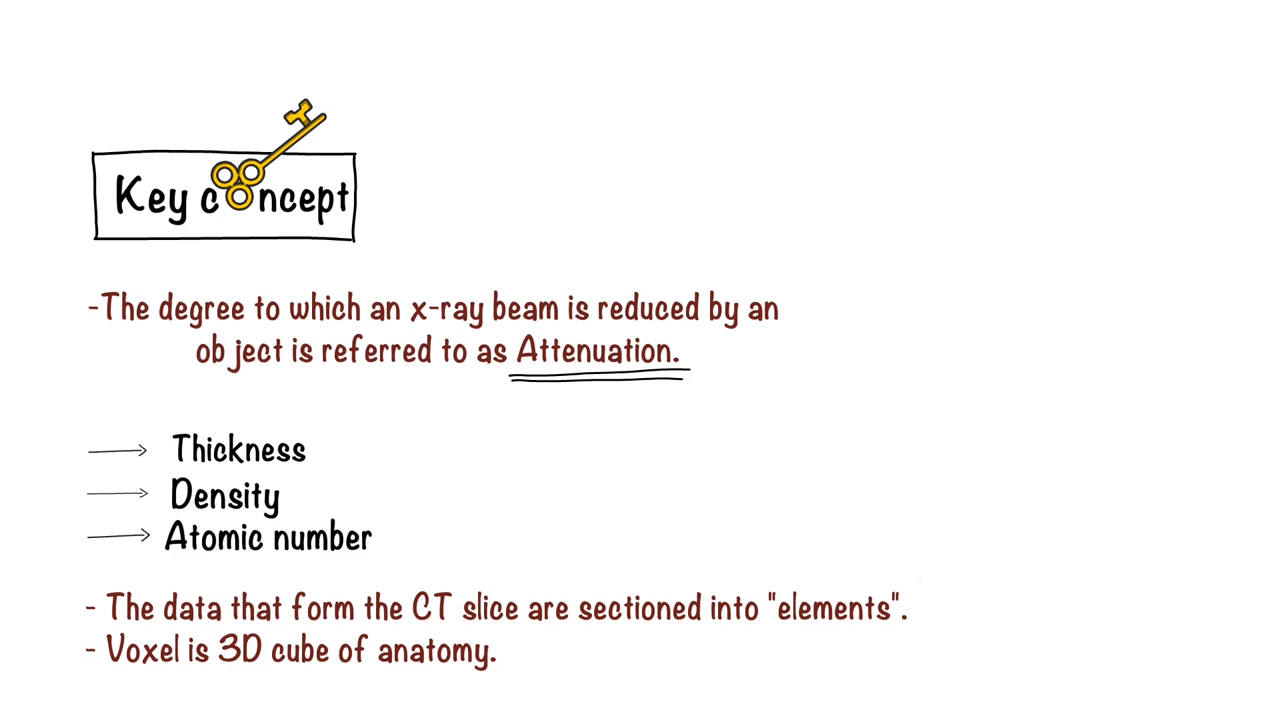 Key concept
-The degree to which an x-ray beam is reduced by an
object is referred to as Attenuation.
Thickness
Density
Atomic number
- The data that form the CT slice are sectioned into "elements".
- Voxel is 3D cube of anatomy.